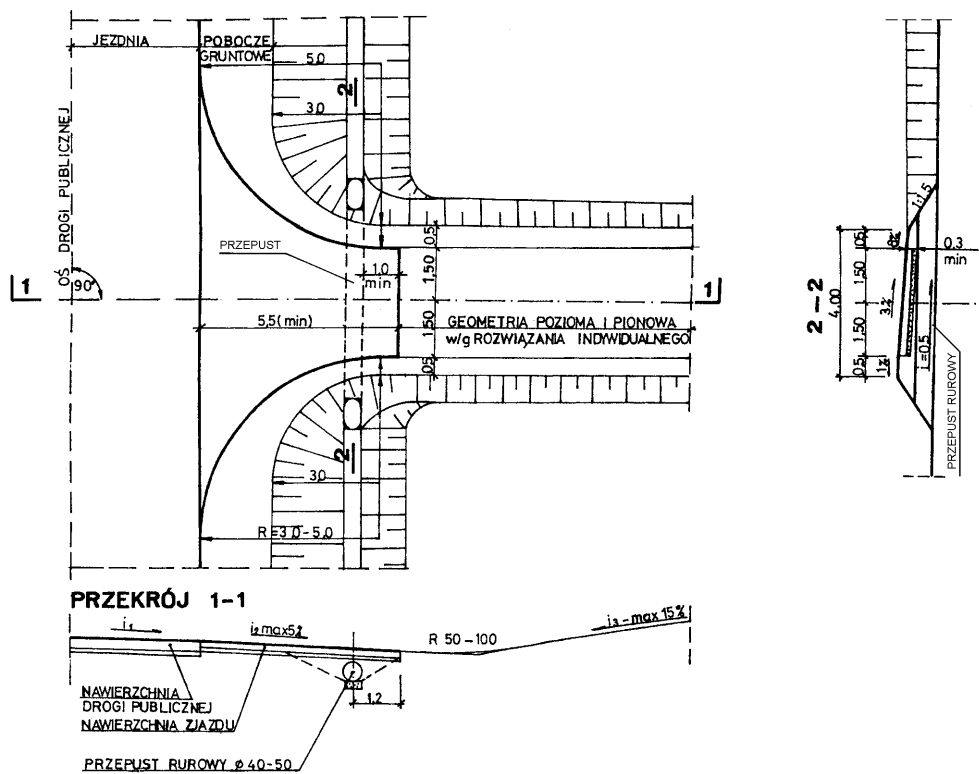 JEZDNIA
POBOCZE
GRUNTOWE
5,0
2
3,0
OŚ DROGI PUBLICZNEJ
90°
PRZEPUST
1,0
min
0,5
1,50
1,50
0,5
1
1
5,5(min)
GEOMETRIA POZIOMA I PIONOWA
w/g ROZWIĄZANIA INDYWIDUALNEGO
2
3,0
R=3,0-5,0
2-2
4,00
0,5
1,50
1,50
0,5
8%
3%
1%
1:1,5
i=0,5
0,3
min
PRZEPUST RUROWY
PRZEKRÓJ 1-1
i1
i2 max5%
R 50-100
i3-max 15%
1,2
NAWIERZCHNIA
DROGI PUBLICZNEJ
NAWIERZCHNIA ZJAZDU
PRZEPUST RUROWY Ø 40-50